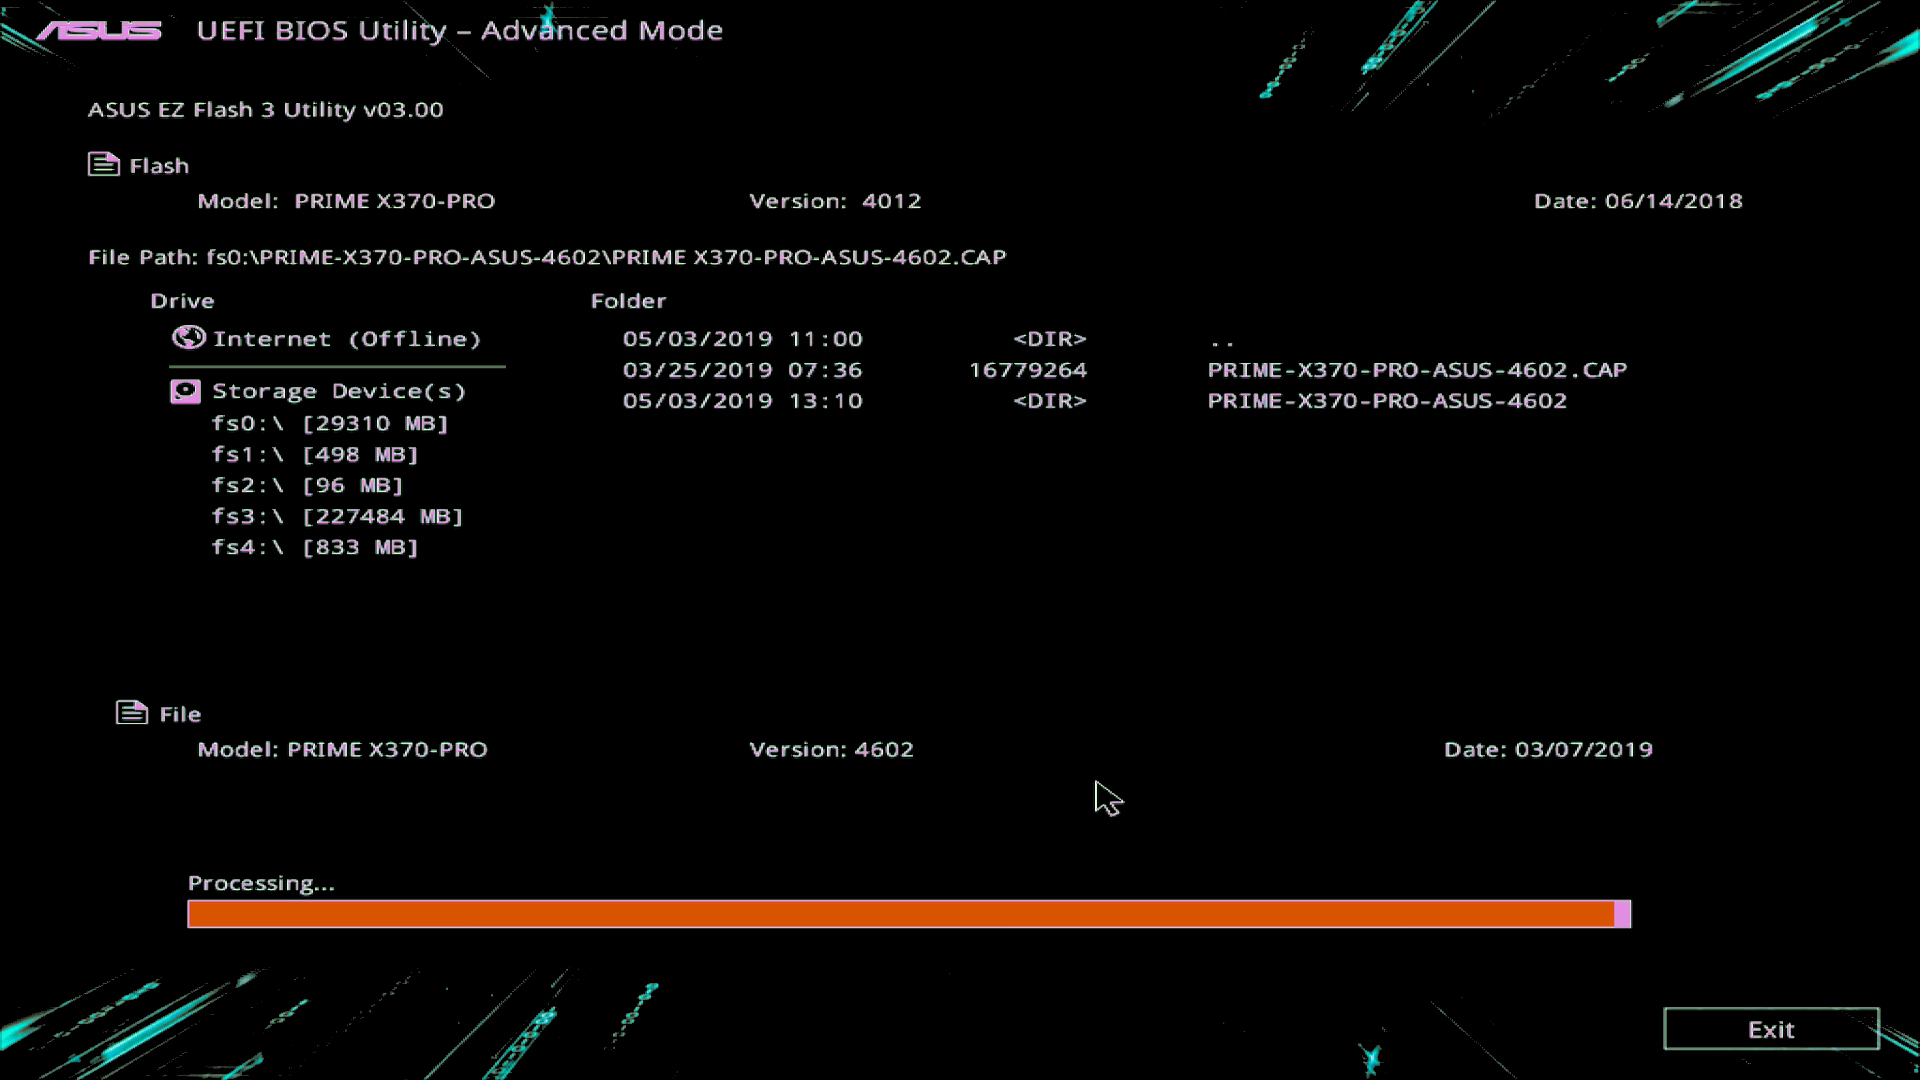 ASUS UEFI BIOS Utility – Advanced Mode
ASUS EZ Flash 3 Utility v03.00
Flash
Model: PRIME X370-PRO Version: 4012 Date: 06/14/2018
File Path: fs0:\PRIME-X370-PRO-ASUS-4602\PRIME X370-PRO-ASUS-4602.CAP
Drive Folder
Internet (Offline) 05/03/2019 11:00 <DIR> ..
03/25/2019 07:36 16779264 PRIME-X370-PRO-ASUS-4602.CAP
Storage Device(s) 05/03/2019 13:10 <DIR> PRIME-X370-PRO-ASUS-4602
fs0:\ [29310 MB]
fs1:\ [498 MB]
fs2:\ [96 MB]
fs3:\ [227484 MB]
fs4:\ [833 MB]
File
Model: PRIME X370-PRO Version: 4602 Date: 03/07/2019
Processing...
Exit